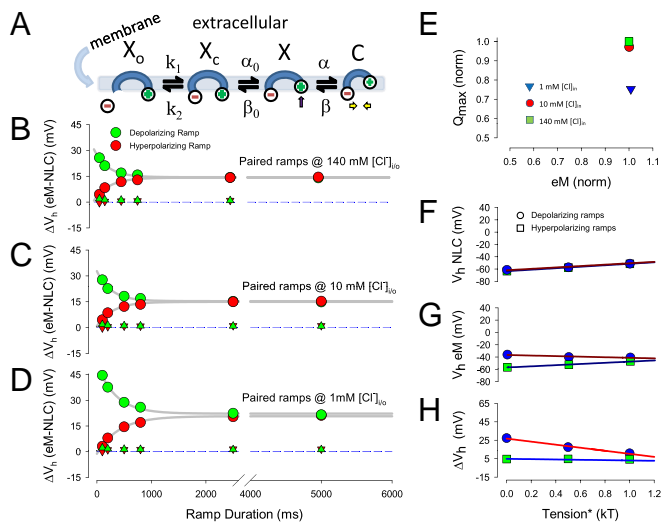 A
membrane
extracellular
Xo
k1
k2
Xc
α0
β0
X
α
β
C
B
ΔVh (eM-NLC) (mV)
45
30
15
0
-15
Depolarizing Ramp
Hyperpolarizing Ramp
Paired ramps @ 140 mM [Cl-]i/o
C
ΔVh (eM-NLC) (mV)
45
30
15
0
-15
Paired ramps @ 10 mM [Cl-]i/o
D
ΔVh (eM-NLC) (mV)
45
30
15
0
-15
Paired ramps @ 1mM [Cl-]i/o
0 1000 2000 4000 5000 6000
Ramp Duration (ms)
E
Qmax (norm)
1.0
0.9
0.8
0.7
0.6
0.5
1 mM [Cl]in
10 mM [Cl]in
140 mM [Cl]in
0.5 0.6 0.7 0.8 0.9 1.0 1.1
eM (norm)
F
Vh NLC (mV)
40
20
0
-20
-40
-60
-80
Depolarizing ramps
Hyperpolarizing ramps
G
Vh eM (mV)
40
20
0
-20
-40
-60
-80
H
ΔVh (mV)
65
45
25
5
-15
0.0 0.2 0.4 0.6 0.8 1.0 1.2
Tension* (kT)